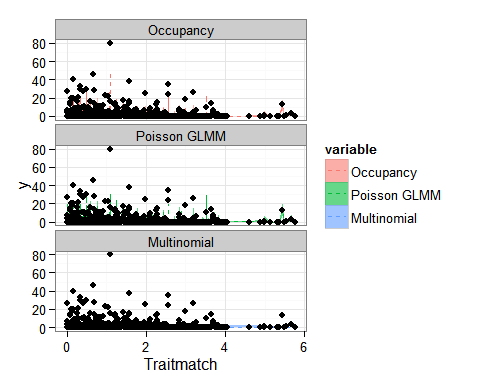 Occupancy
80
60
40
20
0
Poisson GLMM
80
60
40
20
0
Multinomial
80
60
40
20
0
y
0 2 4 6
Traitmatch
variable
Occupancy
Poisson GLMM
Multinomial